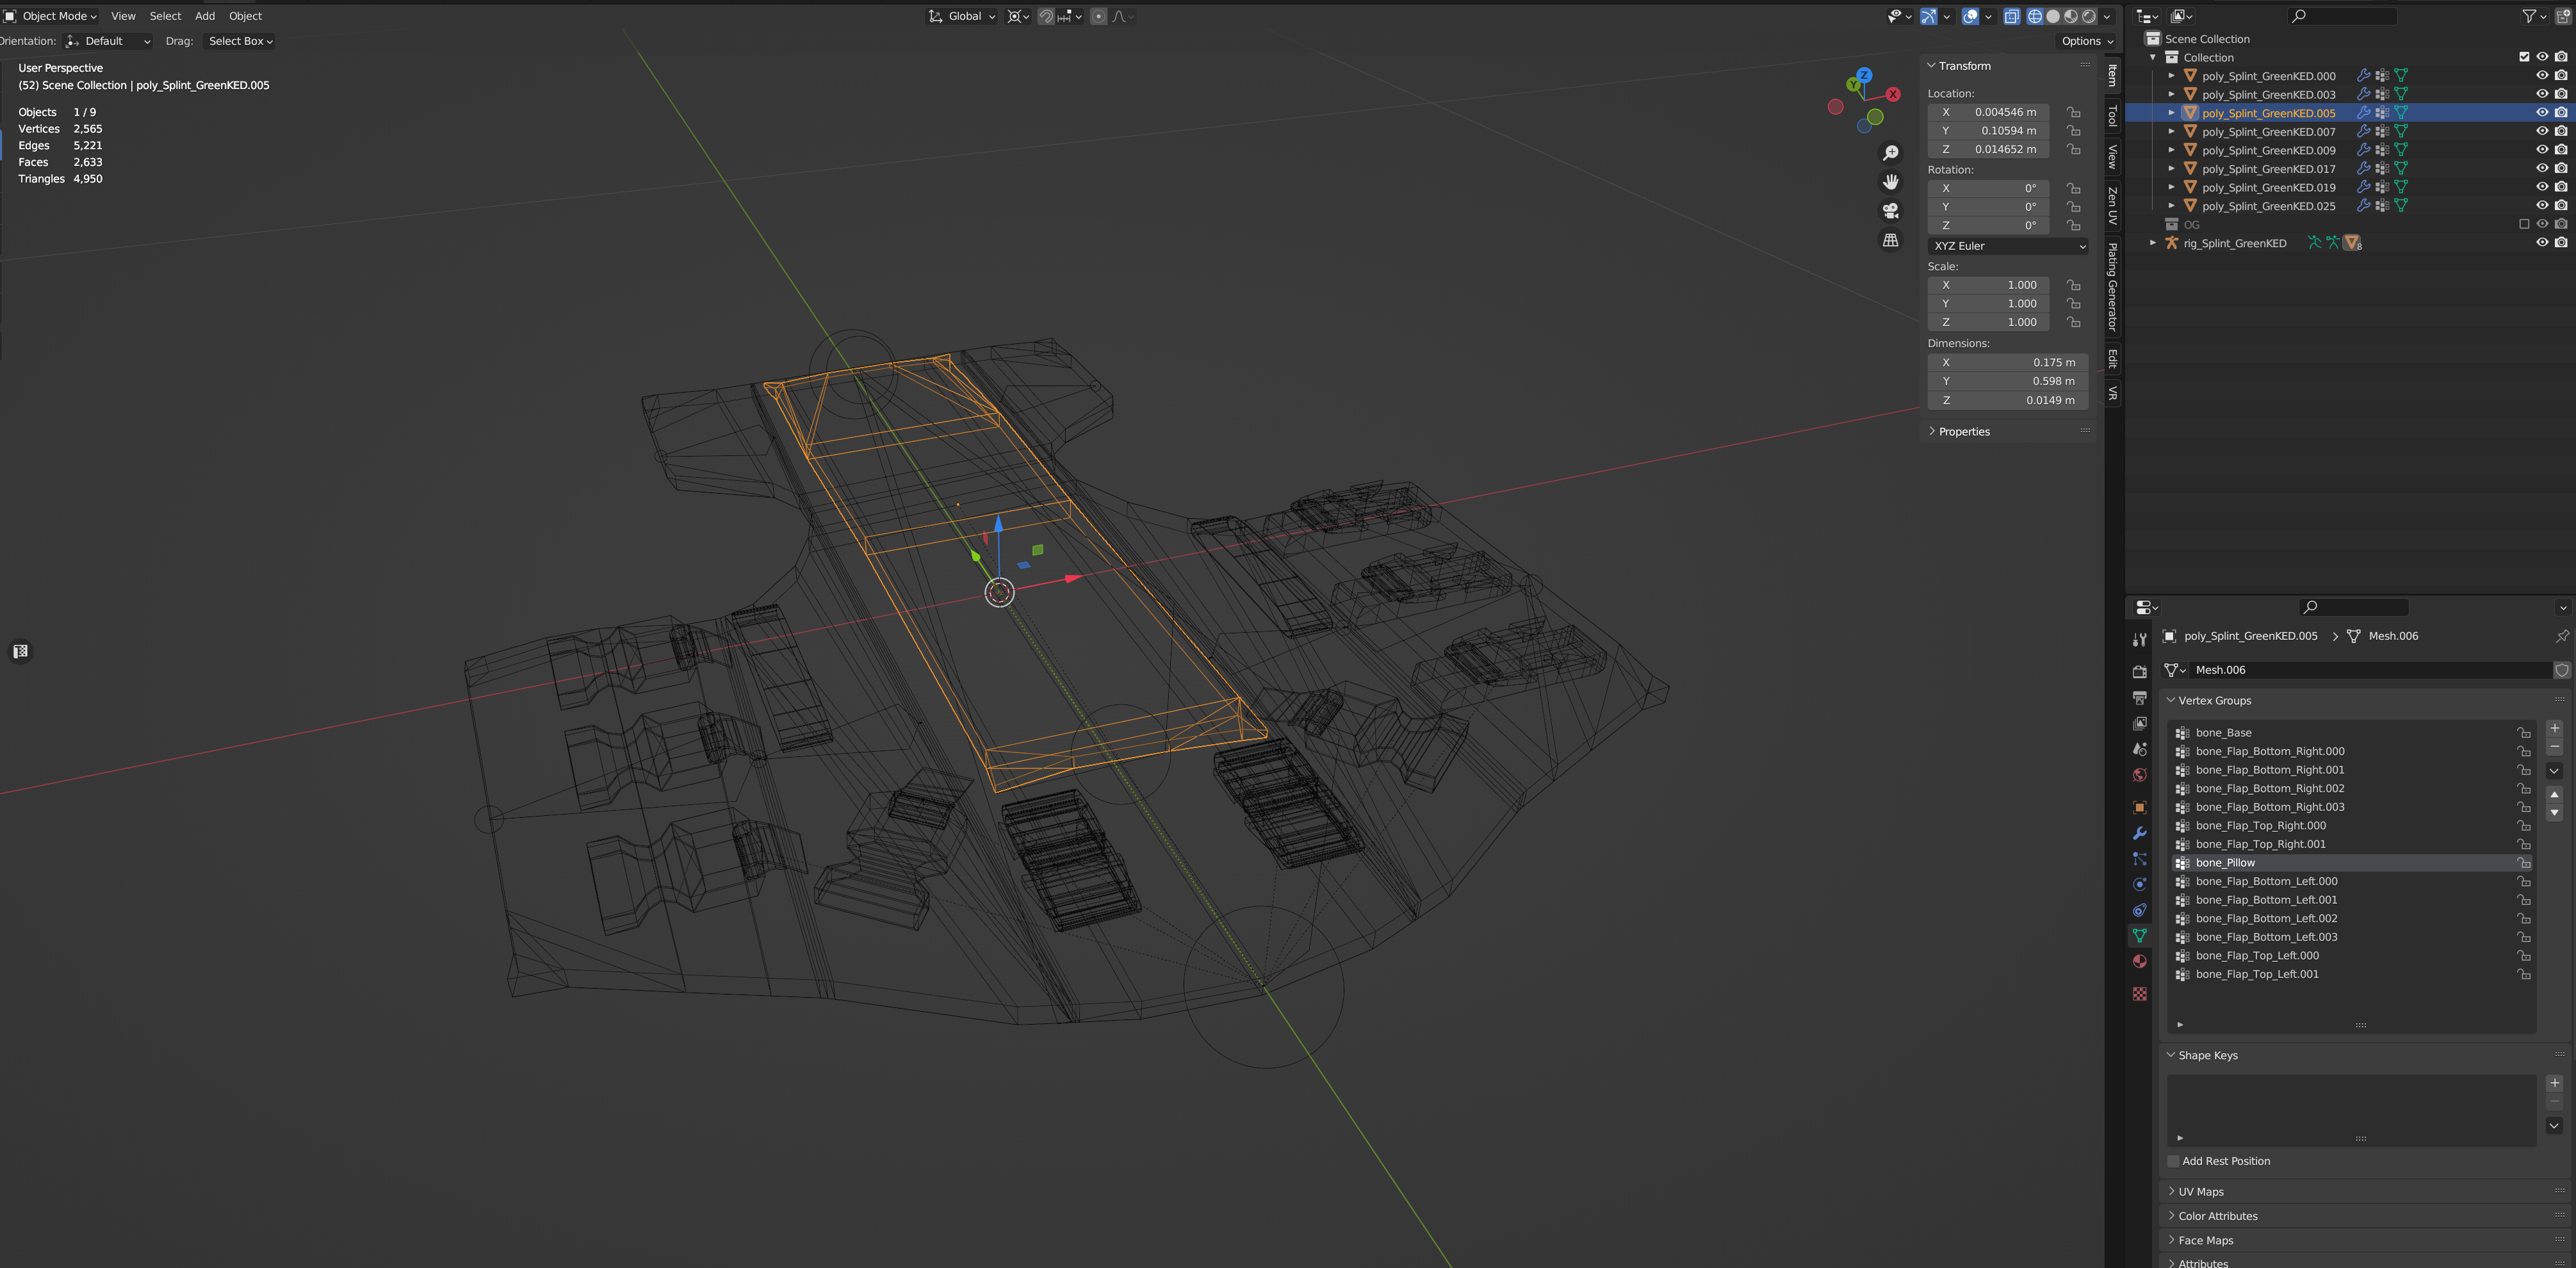 Object Mode View Select Add Object Global
Orientation: Default Drag: Select Box Options
User Perspective
(52) Scene Collection | poly_Splint_GreenKED.005
Objects 1 / 9
Vertices 2,565
Edges 5,221
Faces 2,633
Triangles 4,950
Z
Y
X
Transform
Location:
X 0.004546 m
Y 0.10594 m
Z 0.014652 m
Rotation:
X 0°
Y 0°
Z 0°
XYZ Euler
Scale:
X 1.000
Y 1.000
Z 1.000
Dimensions:
X 0.175 m
Y 0.598 m
Z 0.0149 m
Properties
Item
Tool
View
Zen UV
Plating Generator
Edit
VR
Scene Collection
Collection
poly_Splint_GreenKED.000
poly_Splint_GreenKED.003
poly_Splint_GreenKED.005
poly_Splint_GreenKED.007
poly_Splint_GreenKED.009
poly_Splint_GreenKED.017
poly_Splint_GreenKED.019
poly_Splint_GreenKED.025
OG
rig_Splint_GreenKED 8
poly_Splint_GreenKED.005 Mesh.006
Mesh.006
Vertex Groups
bone_Base
bone_Flap_Bottom_Right.000
bone_Flap_Bottom_Right.001
bone_Flap_Bottom_Right.002
bone_Flap_Bottom_Right.003
bone_Flap_Top_Right.000
bone_Flap_Top_Right.001
bone_Pillow
bone_Flap_Bottom_Left.000
bone_Flap_Bottom_Left.001
bone_Flap_Bottom_Left.002
bone_Flap_Bottom_Left.003
bone_Flap_Top_Left.000
bone_Flap_Top_Left.001
Shape Keys
Add Rest Position
UV Maps
Color Attributes
Face Maps
Attributes